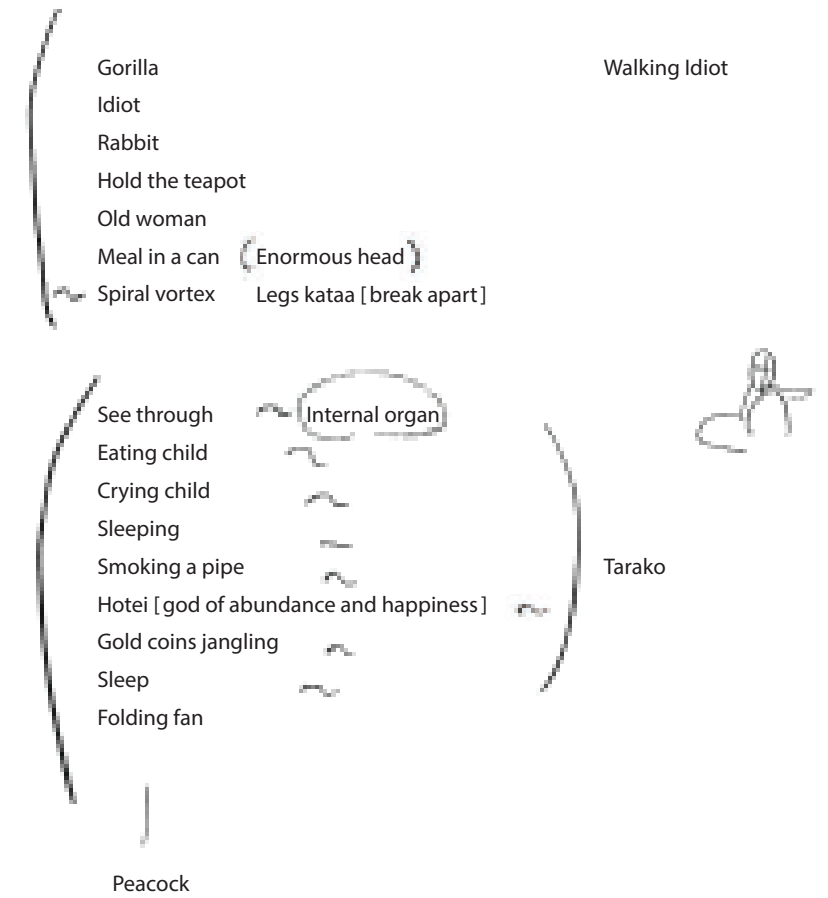 Gorilla Walking Idiot
Idiot
Rabbit
Hold the teapot
Old woman
Meal in a can (Enormous head)
~ Spiral vortex Legs kataa [break apart]
See through ~ Internal organ
Eating child ~
Crying child ~
Sleeping ~
Smoking a pipe ~ Tarako
Hotei [god of abundance and happiness] ~
Gold coins jangling ~
Sleep ~
Folding fan
Peacock